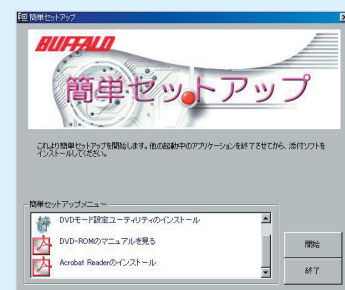 簡単セットアップ
BUFFALO
簡単セットアップ
これより簡単セットアップを開始します。他の起動中のアプリケーションを終了させてから、添付ソフトを
インストールしてください。
簡単セットアップメニュー
DVDモード設定ユーティリティのインストール
DVD-ROMのマニュアルを見る
Acrobat Readerのインストール
開始
終了